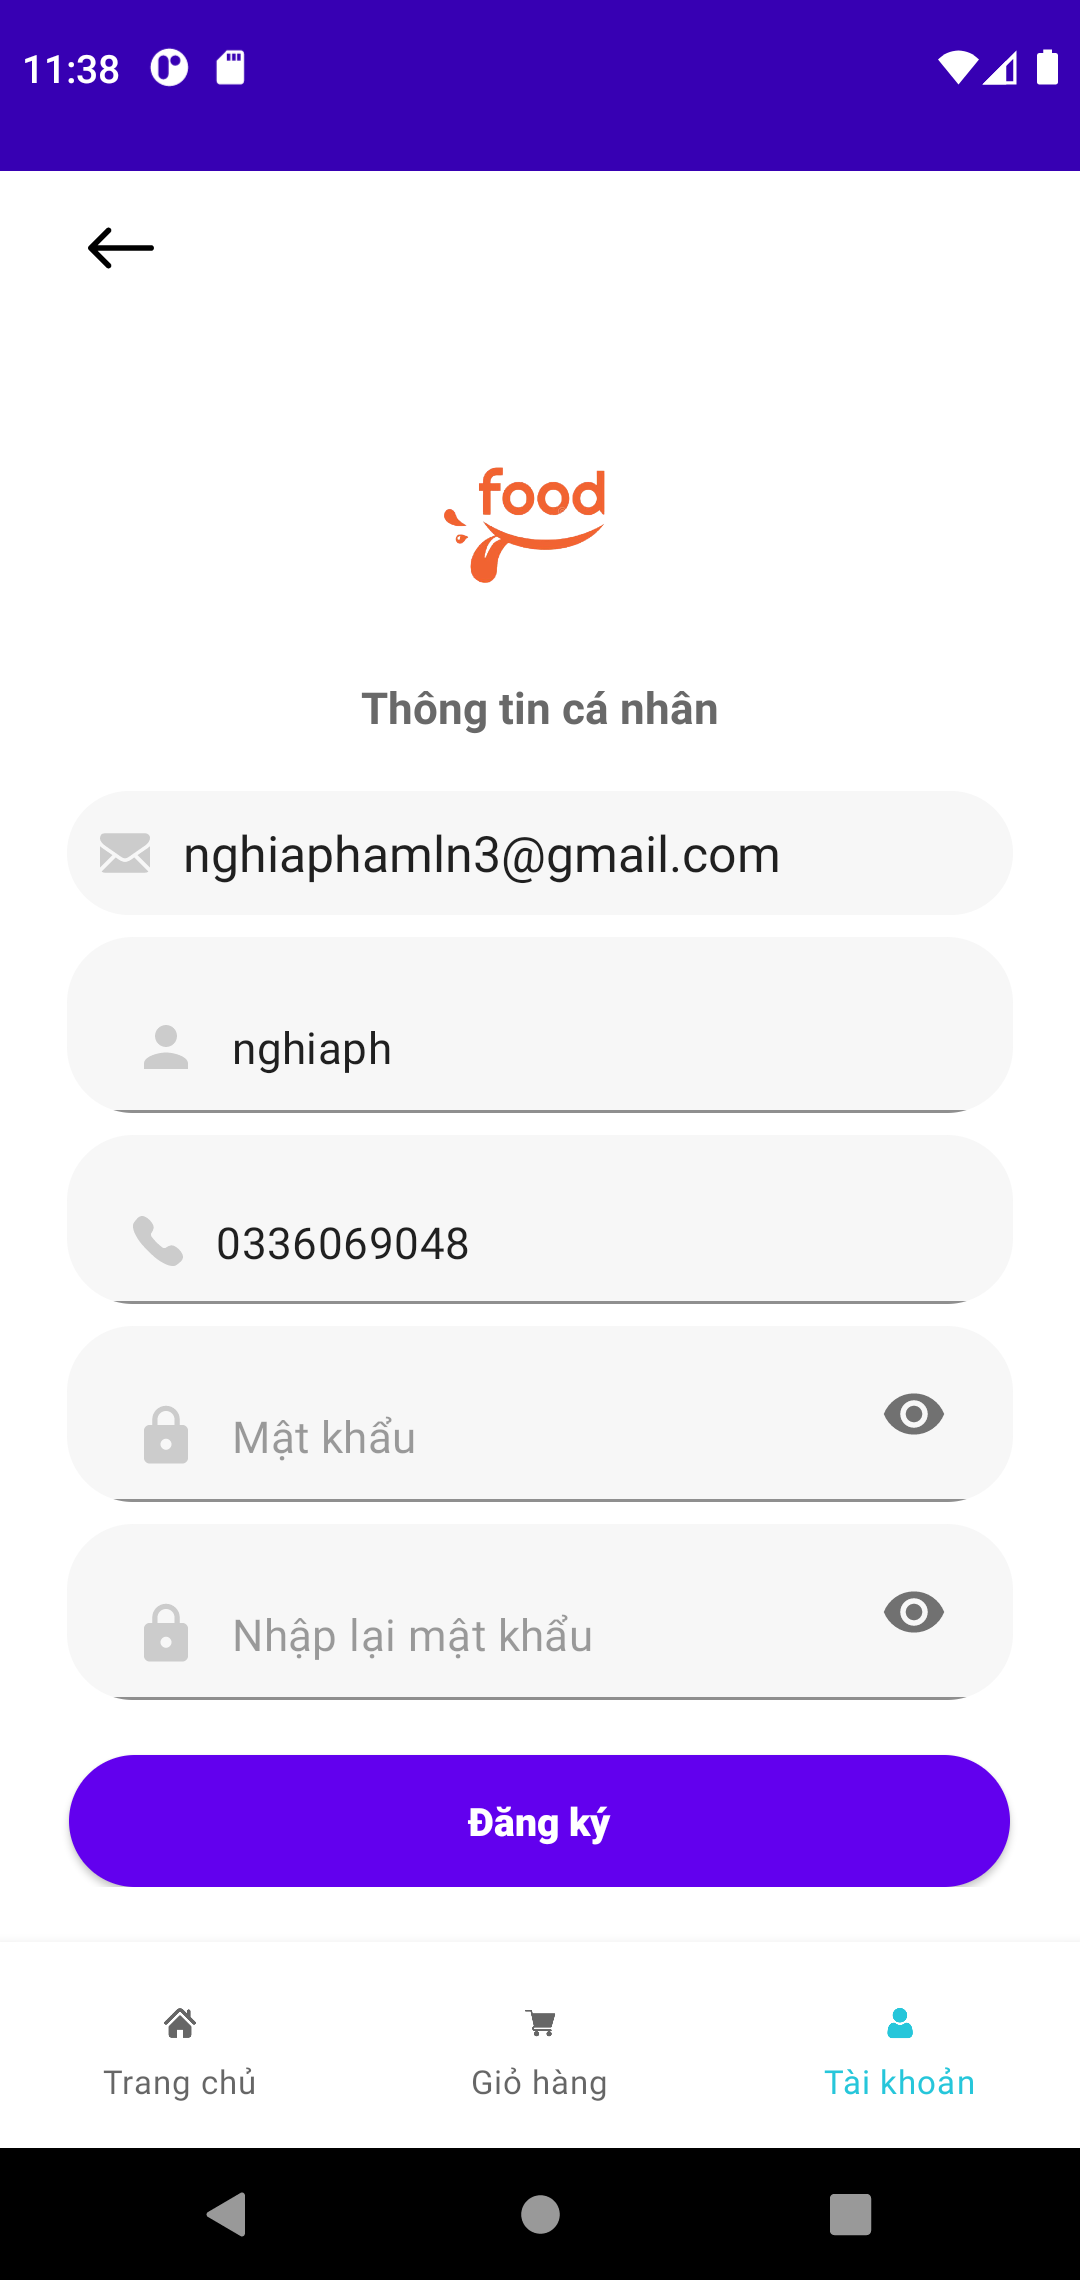 11:38
food
Thông tin cá nhân
nghiaphamln3@gmail.com
nghiaph
0336069048
Mật khẩu
Nhập lại mật khẩu
Đăng ký
Trang chủ
Giỏ hàng
Tài khoản